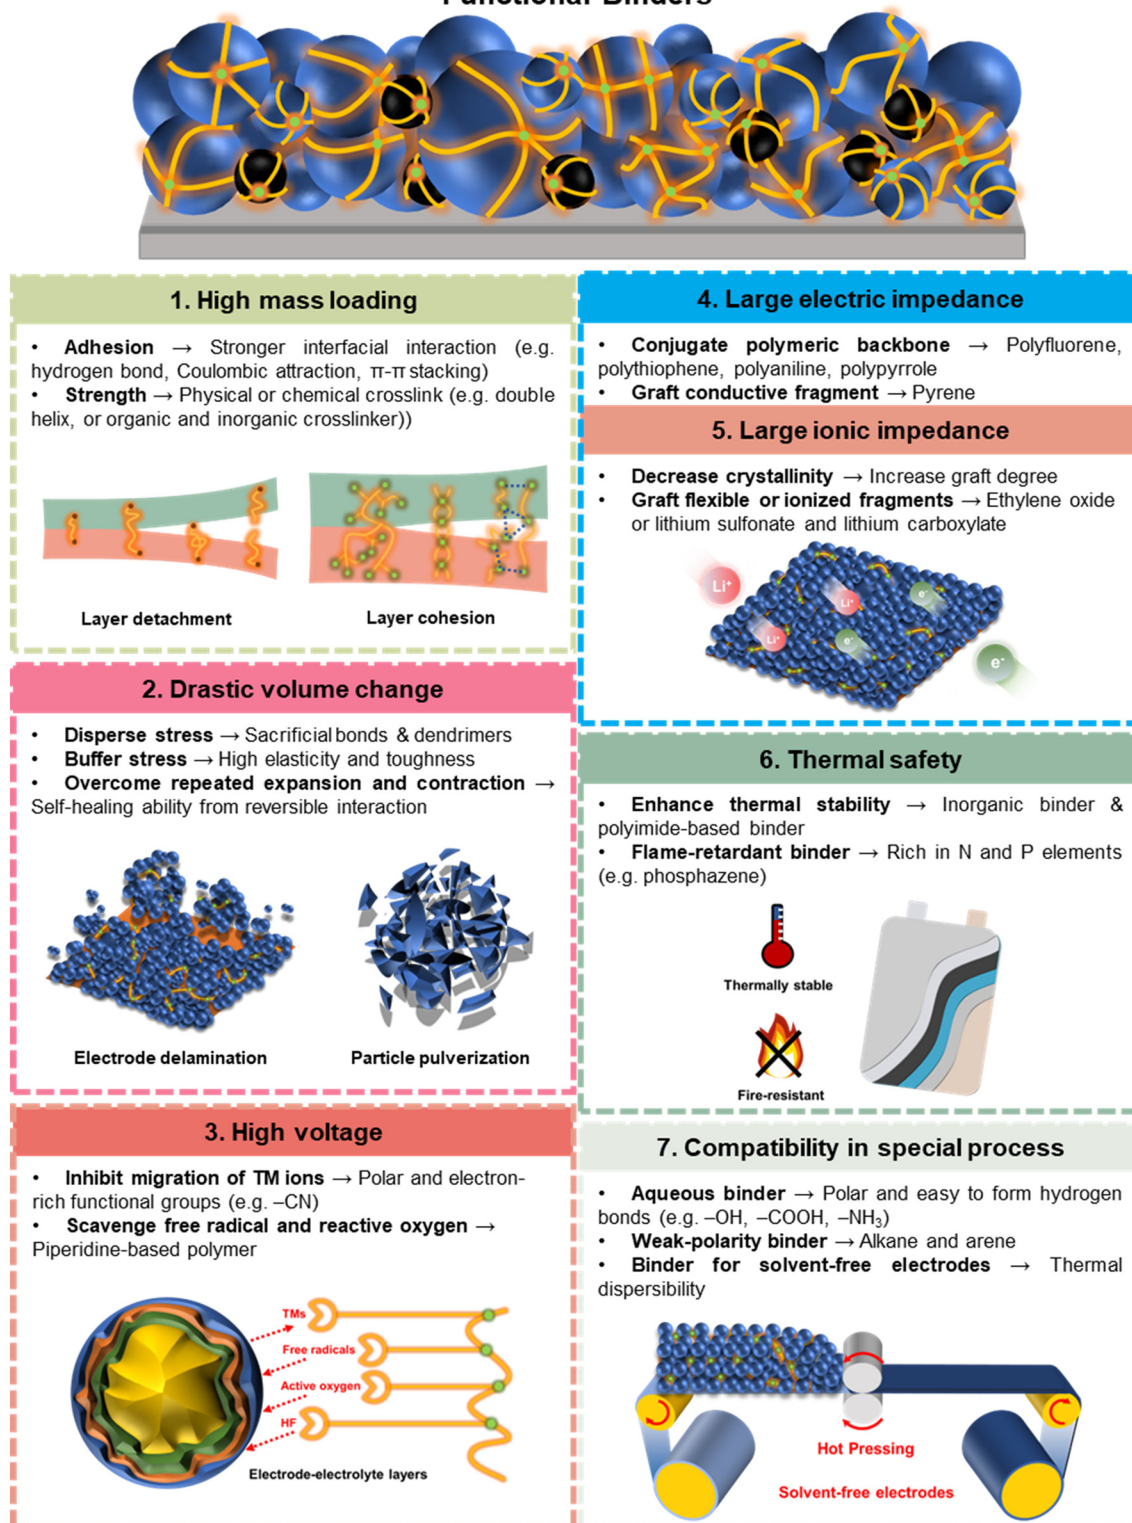 Functional Binders
1. High mass loading
• Adhesion → Stronger interfacial interaction (e.g.
hydrogen bond, Coulombic attraction, π-π stacking)
• Strength → Physical or chemical crosslink (e.g. double
helix, or organic and inorganic crosslinker))
Layer detachment
Layer cohesion
2. Drastic volume change
• Disperse stress → Sacrificial bonds & dendrimers
• Buffer stress → High elasticity and toughness
• Overcome repeated expansion and contraction →
Self-healing ability from reversible interaction
Electrode delamination
Particle pulverization
3. High voltage
• Inhibit migration of TM ions → Polar and electron-
rich functional groups (e.g. –CN)
• Scavenge free radical and reactive oxygen →
Piperidine-based polymer
TMs
Free radicals
Active oxygen
HF
Electrode-electrolyte layers
4. Large electric impedance
• Conjugate polymeric backbone → Polyfluorene,
polythiophene, polyaniline, polypyrrole
• Graft conductive fragment → Pyrene
5. Large ionic impedance
• Decrease crystallinity → Increase graft degree
• Graft flexible or ionized fragments → Ethylene oxide
or lithium sulfonate and lithium carboxylate
Li⁺
Li⁺
e⁻
Li⁺
e⁻
e⁻
6. Thermal safety
• Enhance thermal stability → Inorganic binder &
polyimide-based binder
• Flame-retardant binder → Rich in N and P elements
(e.g. phosphazene)
Thermally stable
Fire-resistant
7. Compatibility in special process
• Aqueous binder → Polar and easy to form hydrogen
bonds (e.g. –OH, –COOH, –NH₃)
• Weak-polarity binder → Alkane and arene
• Binder for solvent-free electrodes → Thermal
dispersibility
Hot Pressing
Solvent-free electrodes